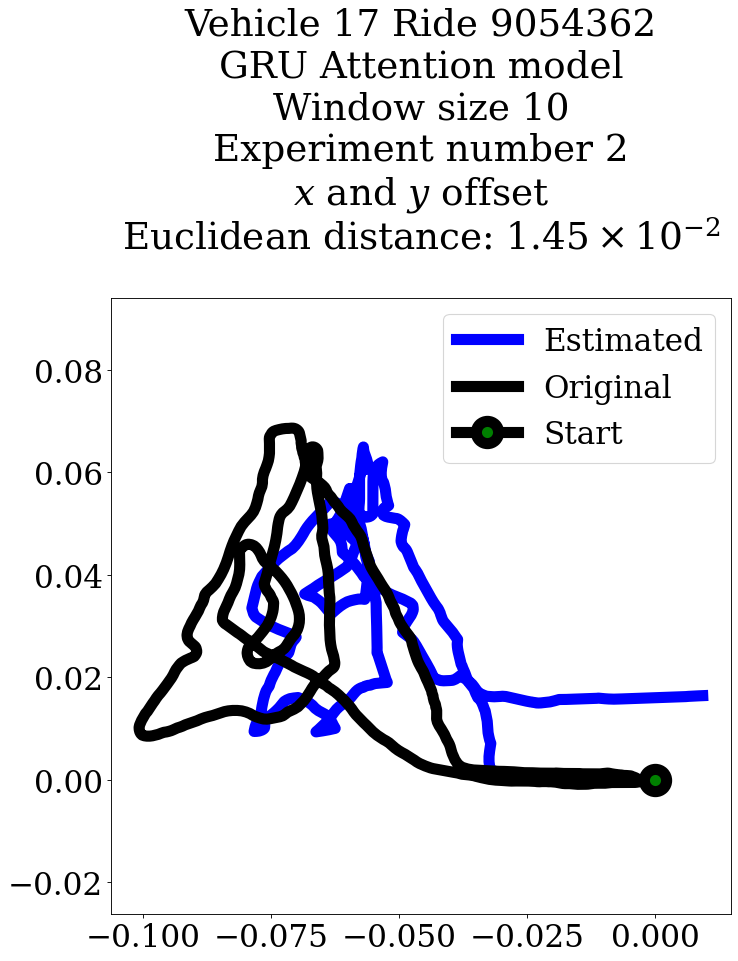 Vehicle 17 Ride 9054362
GRU Attention model
Window size 10
Experiment number 2
x and y offset
Euclidean distance: 1.45 × 10⁻²
Estimated
Original
Start
0.08
0.06
0.04
0.02
0.00
−0.02
−0.100 −0.075 −0.050 −0.025 0.000